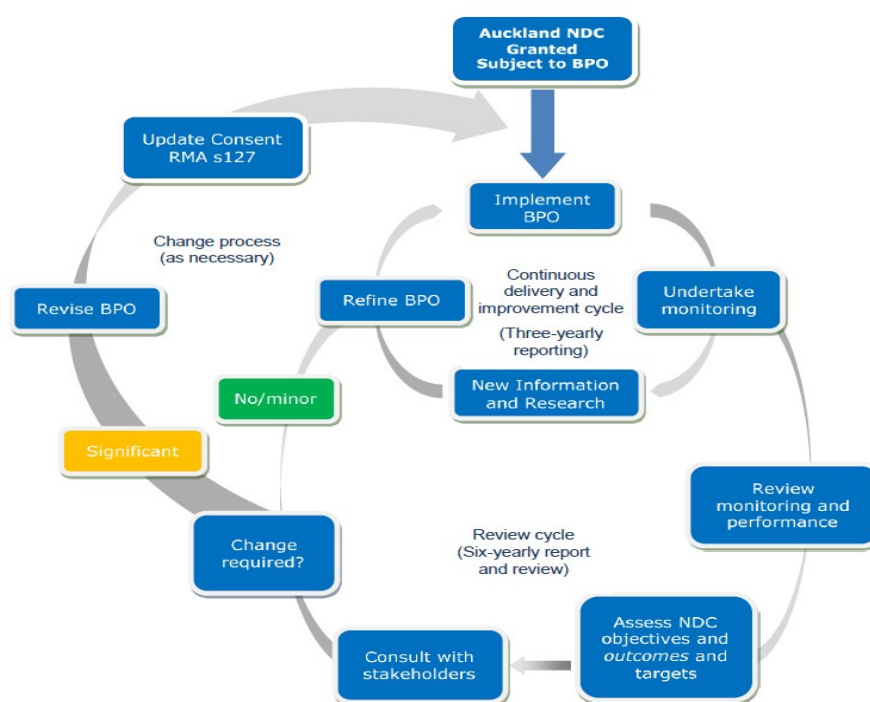 Auckland NDC
Granted
Subject to BPO
Update Consent
RMA s127
Implement
BPO
Change process
(as necessary)
Continuous
delivery and
improvement cycle
(Three-yearly
reporting)
Revise BPO
Refine BPO
Undertake
monitoring
New Information
and Research
No/minor
Significant
Review
monitoring and
performance
Change
required?
Review cycle
(Six-yearly report
and review)
Assess NDC
objectives and
outcomes and
targets
Consult with
stakeholders